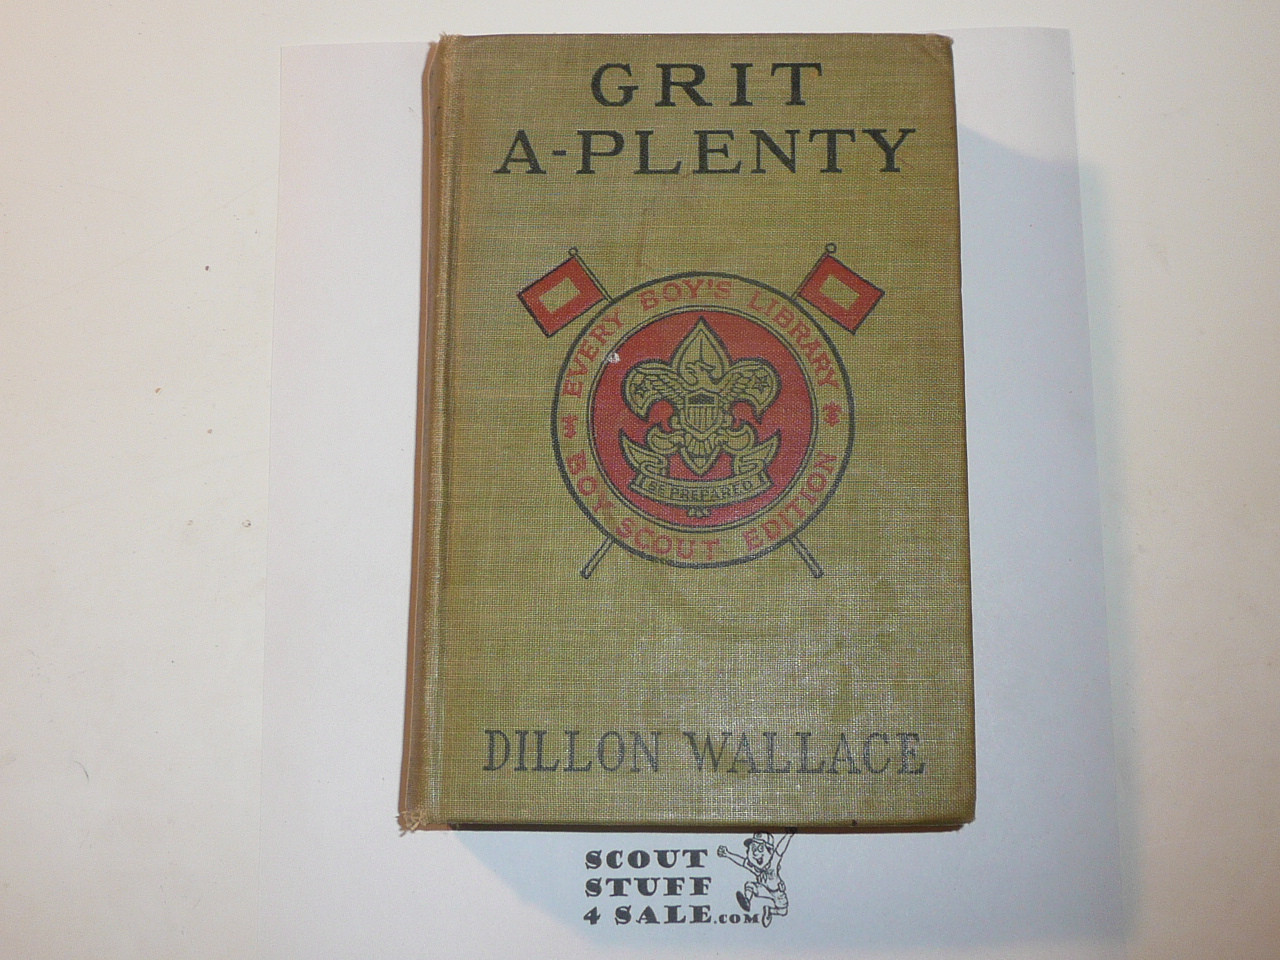 GRIT
A-PLENTY
EVERY BOY'S LIBRARY
BOY SCOUT EDITION
BE PREPARED
DILLON WALLACE
SCOUT
STUFF
4 SALE.COM